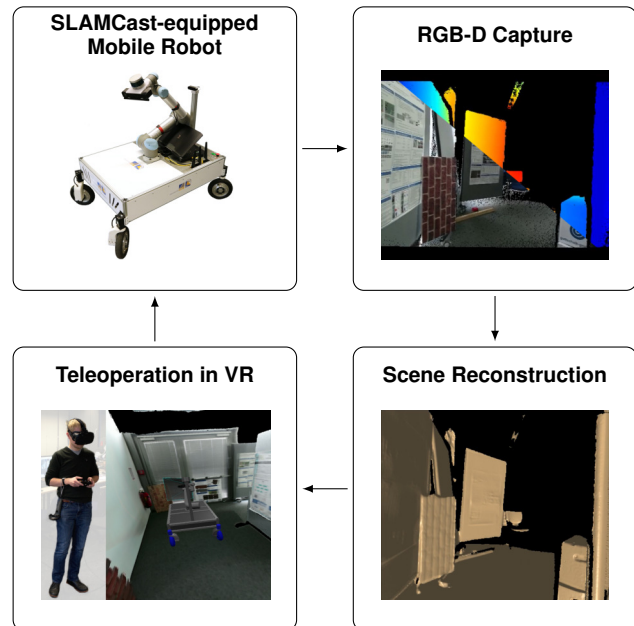 SLAMCast-equipped
Mobile Robot
RGB-D Capture
Teleoperation in VR
Scene Reconstruction